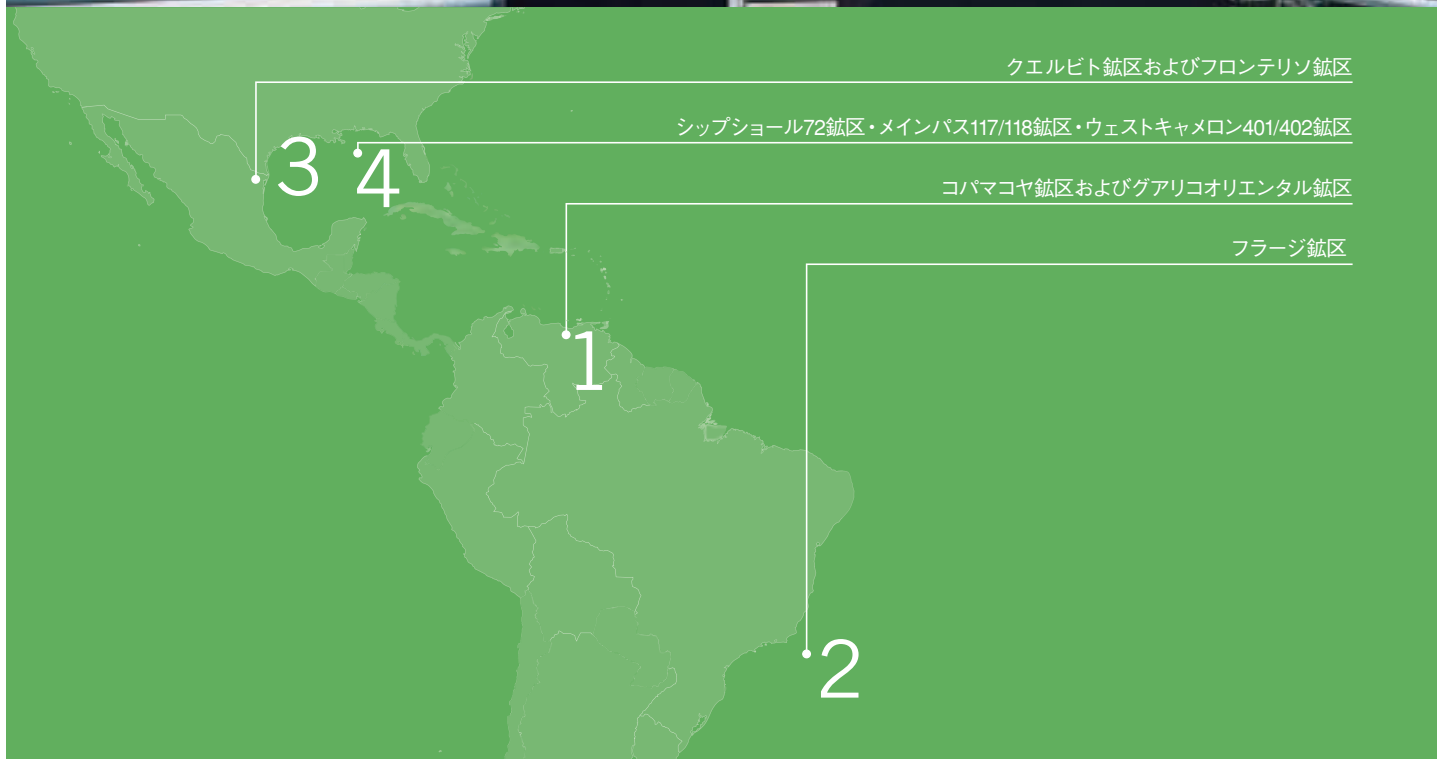 クエルビト鉱区およびフロンテリソ鉱区
シップショール72鉱区・メインパス117/118鉱区・ウェストキャメロン401/402鉱区
3
4
コパマコヤ鉱区およびグアリコオリエンタル鉱区
フラージ鉱区
1
2